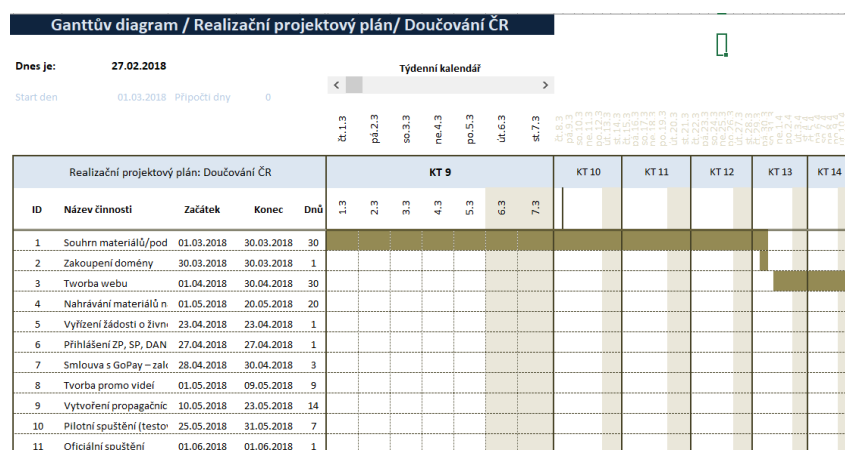 Ganttův diagram / Realizační projektový plán/ Doučování ČR
Dnes je: 27.02.2018
Týdenní kalendář
Start den 01.03.2018 Připočti dny 0
čt.1.3 pá.2.3 so.3.3 ne.4.3 po.5.3 út.6.3 st.7.3
Realizační projektový plán: Doučování ČR KT 9 KT 10 KT 11 KT 12 KT 13 KT 14
ID Název činnosti Začátek Konec Dnů 1.3 2.3 3.3 4.3 5.3 6.3 7.3
1 Souhrn materiálů/pod 01.03.2018 30.03.2018 30
2 Zakoupení domény 30.03.2018 30.03.2018 1
3 Tworba webu 01.04.2018 30.04.2018 30
4 Nahrávání materiálů n 01.05.2018 20.05.2018 20
5 Vyřízení žádosti o živn 23.04.2018 23.04.2018 1
6 Přihlášení ZP, SP, DAN 27.04.2018 27.04.2018 1
7 Smlouva s GoPay – zalo 28.04.2018 30.04.2018 3
8 Tvorba promo videí 01.05.2018 09.05.2018 9
9 Vytvoření propagačníc 10.05.2018 23.05.2018 14
10 Pilotní spuštění (testov 25.05.2018 31.05.2018 7
11 Oficiální spuštění 01.06.2018 01.06.2018 1